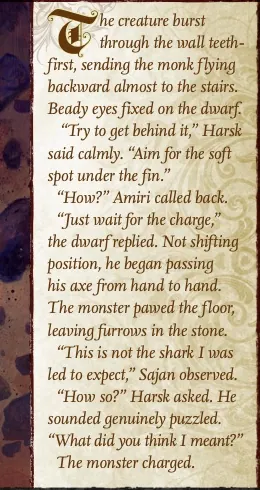 The creature burst
through the wall teeth-
first, sending the monk flying
backward almost to the stairs.
Beady eyes fixed on the dwarf.
“Try to get behind it,” Harsk
said calmly. “Aim for the soft
spot under the fin.”
“How?” Amiri called back.
“Just wait for the charge,”
the dwarf replied. Not shifting
position, he began passing
his axe from hand to hand.
The monster pawed the floor,
leaving furrows in the stone.
“This is not the shark I was
led to expect,” Sajan observed.
“How so?” Harsk asked. He
sounded genuinely puzzled.
“What did you think I meant?”
The monster charged.